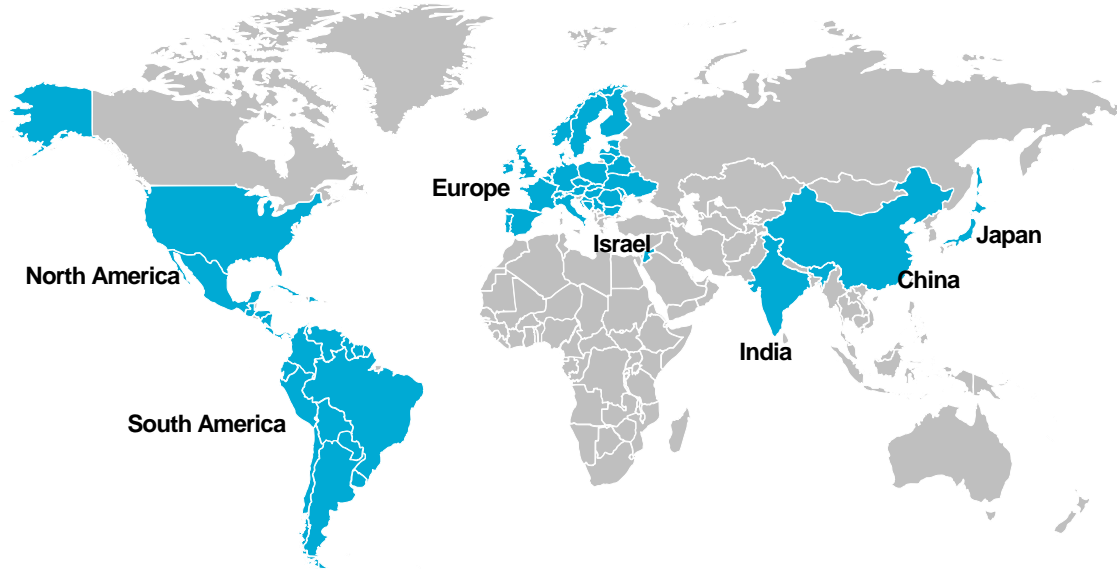 Europe
Israel
Japan
North America
China
India
South America